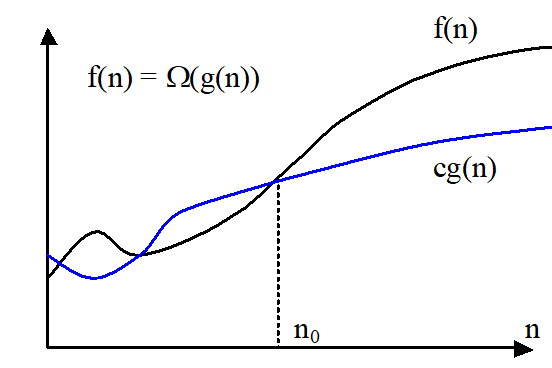 f(n)
f(n) = Ω(g(n))
cg(n)
n₀
n